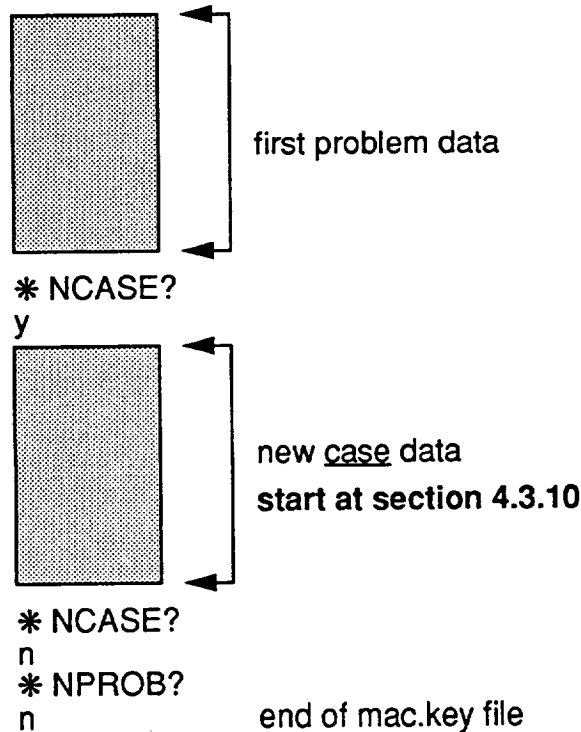 first problem data
* NCASE?
y
new case data
start at section 4.3.10
* NCASE?
n
* NPROB?
n end of mac.key file